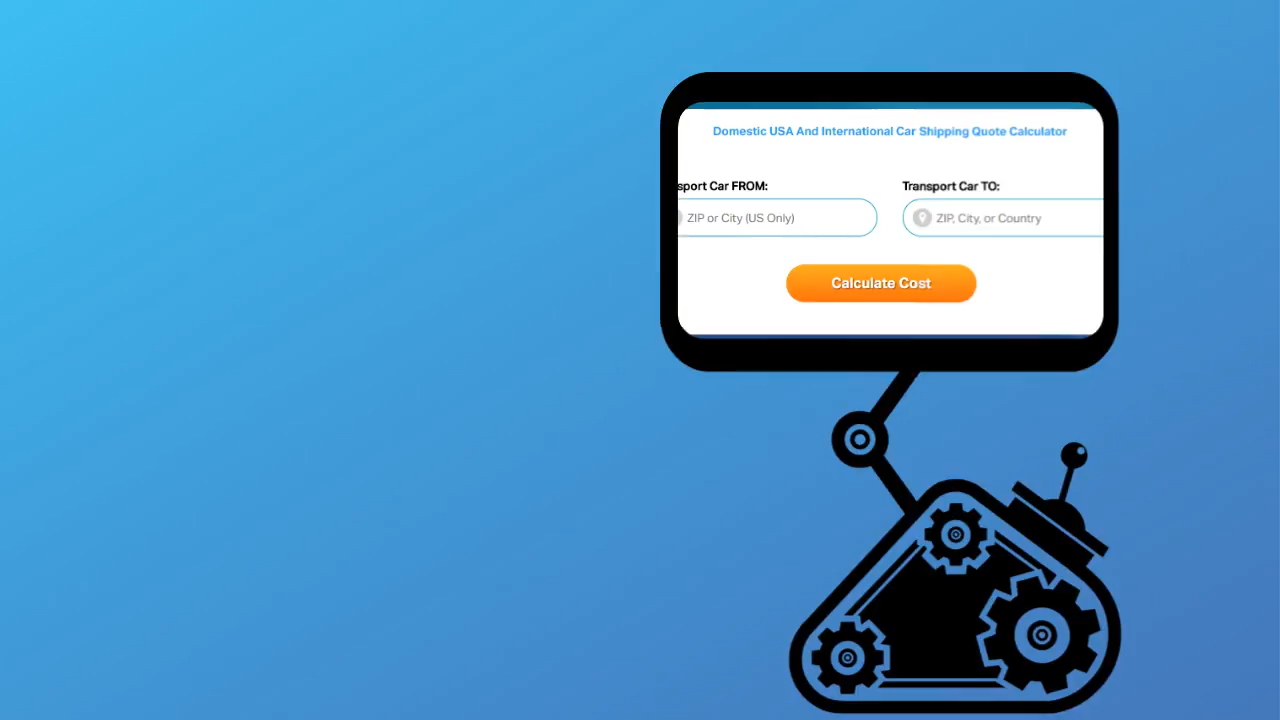 Domestic USA And International Car Shipping Quote Calculator
sport Car FROM:
Transport Car TO:
ZIP or City (US Only)
ZIP, City, or Country
Calculate Cost